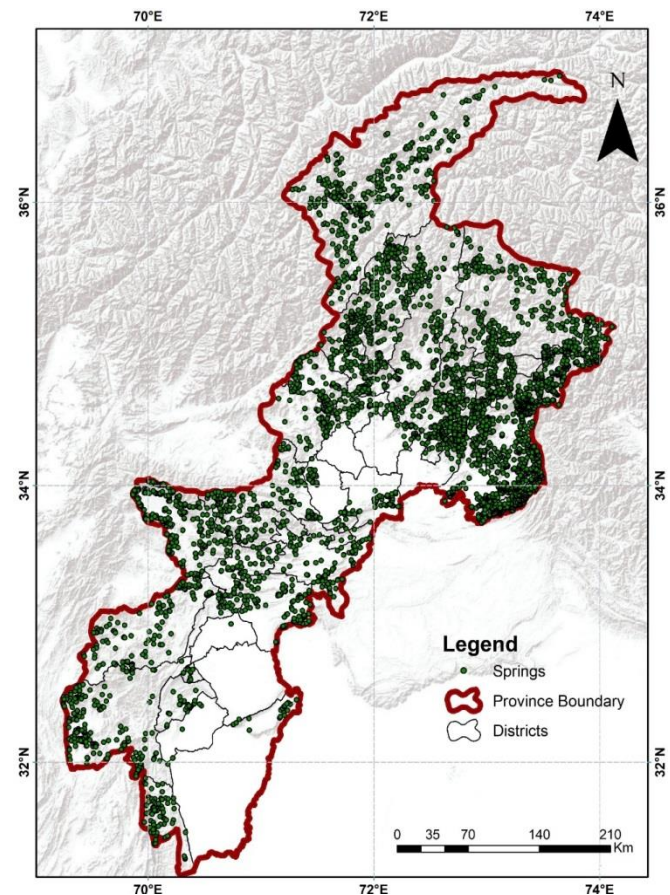 70°E 72°E 74°E
N
36°N 36°N
34°N 34°N
Legend
Springs
Province Boundary
Districts
32°N 32°N
0 35 70 140 210
Km
70°E 72°E 74°E